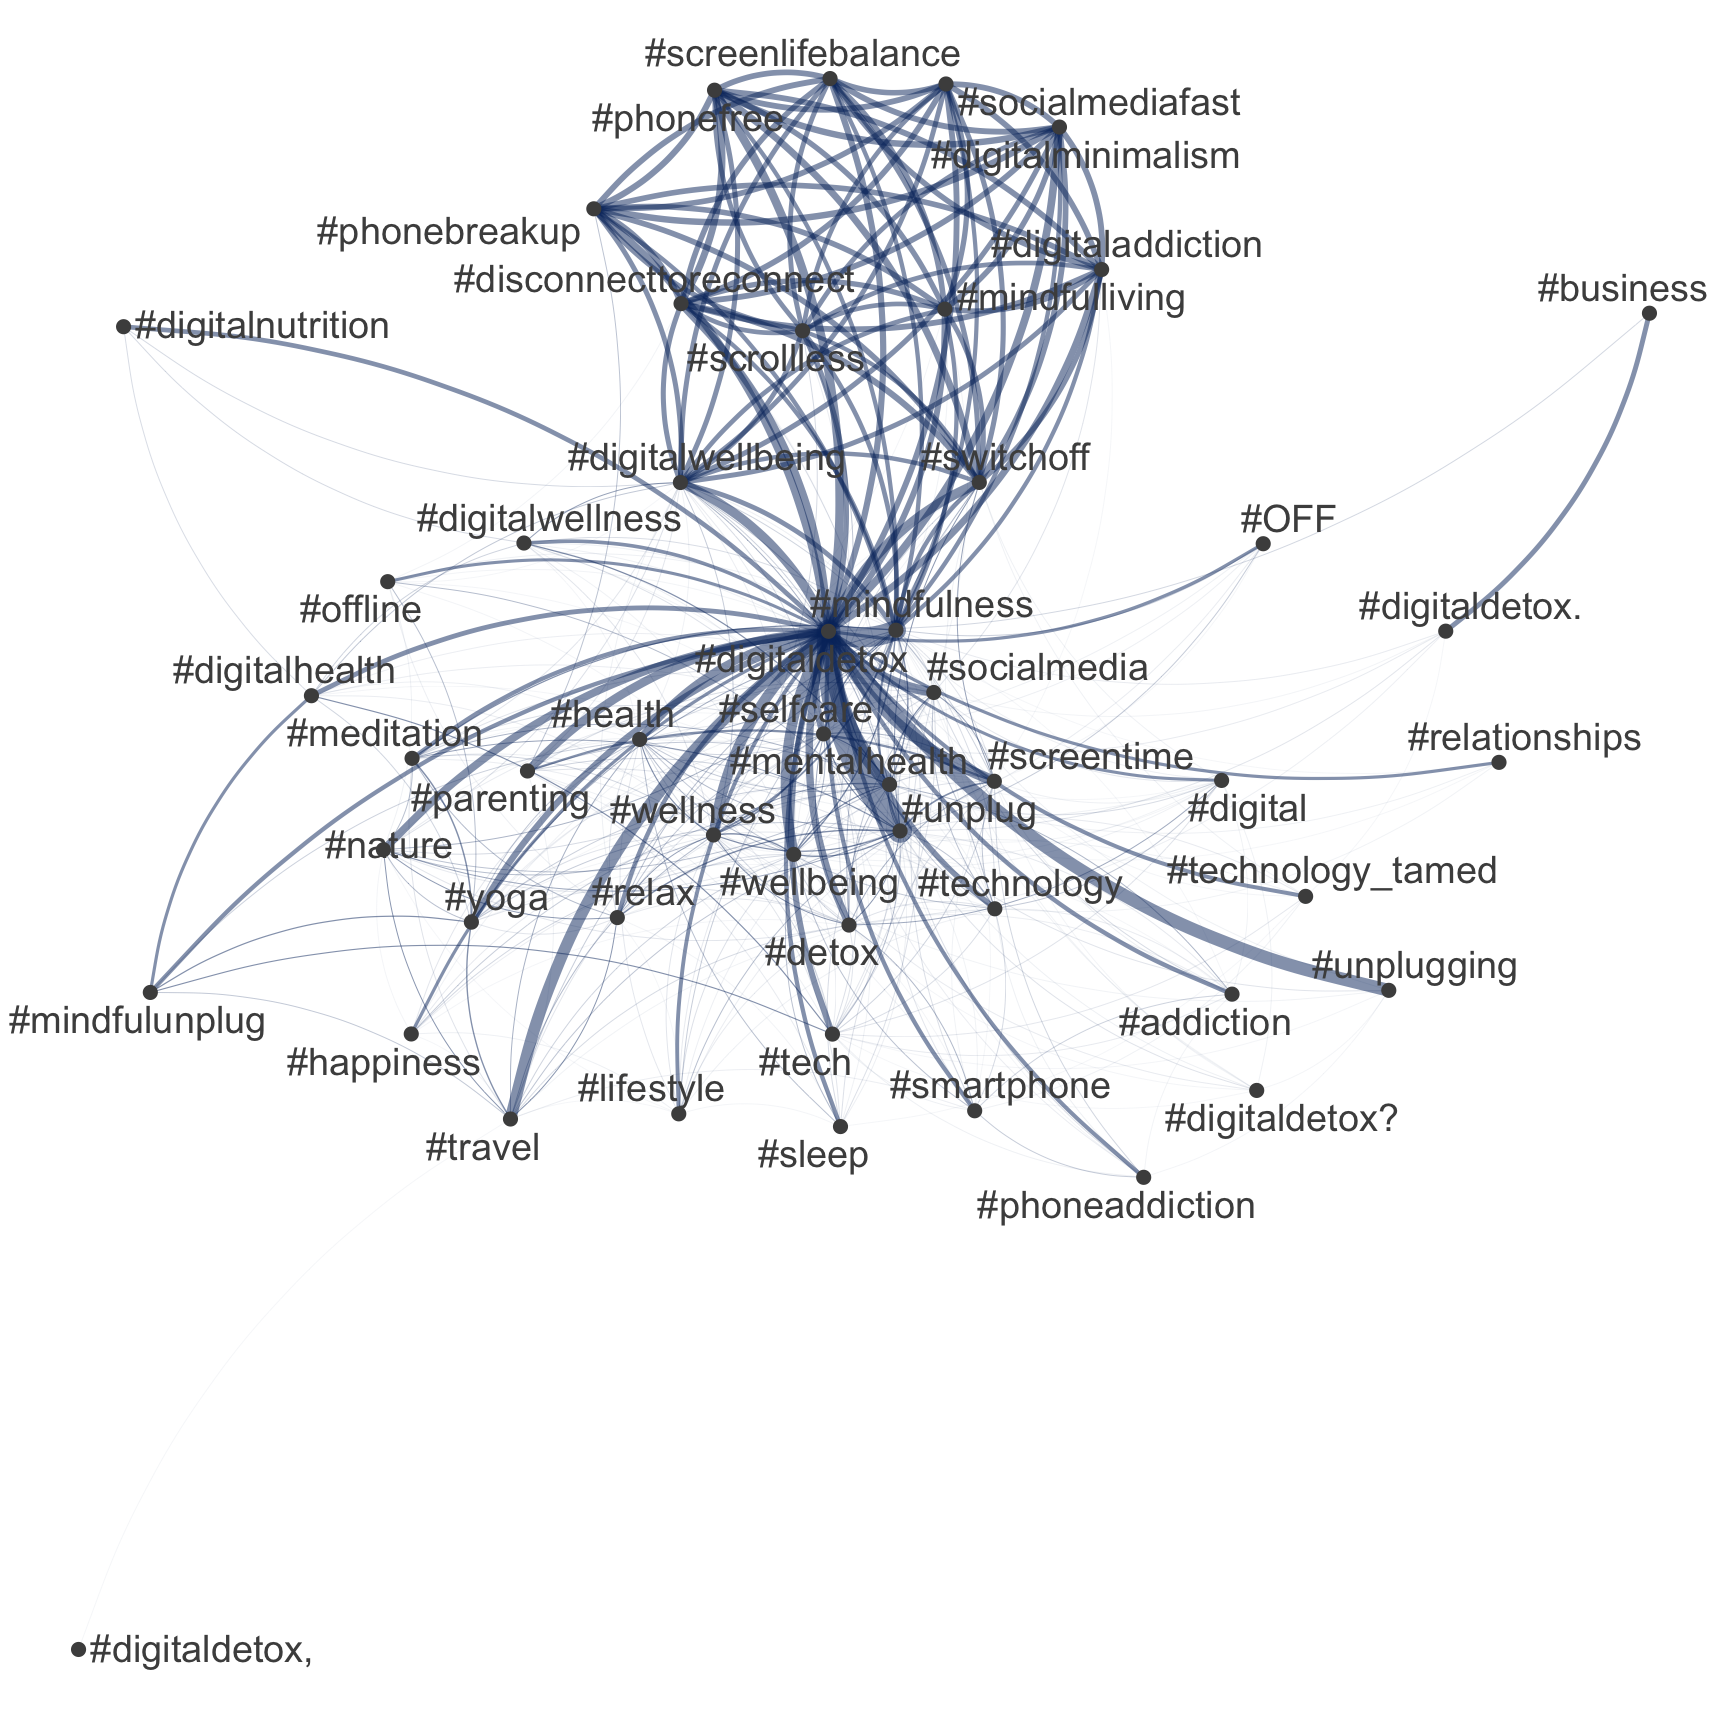 #screenlifebalance
#socialmediafast
#phonefree
#digitalminimalism
#phonebreakup
#digitaladdiction
#disconnecttoreconnect
#mindfulliving
#business
#digitalnutrition
#scrollless
#digitalwellbeing
#switchoff
#digitalwellness
#OFF
#offline
#mindfulness
#digitaldetox.
#digitaldetox
#socialmedia
#digitalhealth
#health
#selfcare
#meditation
#relationships
#mentalhealth
#screentime
#parenting
#wellness
#unplug
#digital
#nature
#technology_tamed
#yoga
#relax
#wellbeing
#technology
#detox
#unplugging
#mindfulunplug
#addiction
#happiness
#tech
#lifestyle
#smartphone
#digitaldetox?
#travel
#sleep
#phoneaddiction
#digitaldetox,